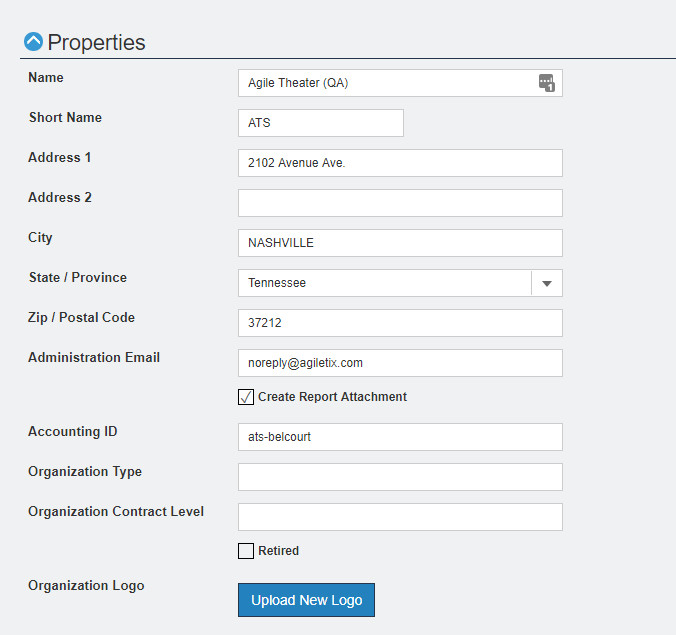 Properties
Name
Agile Theater (QA)
1
Short Name
ATS
Address 1
2102 Avenue Ave.
Address 2
City
NASHVILLE
State / Province
Tennessee
Zip / Postal Code
37212
Administration Email
noreply@agiletix.com
Create Report Attachment
Accounting ID
ats-belcourt
Organization Type
Organization Contract Level
Retired
Organization Logo
Upload New Logo